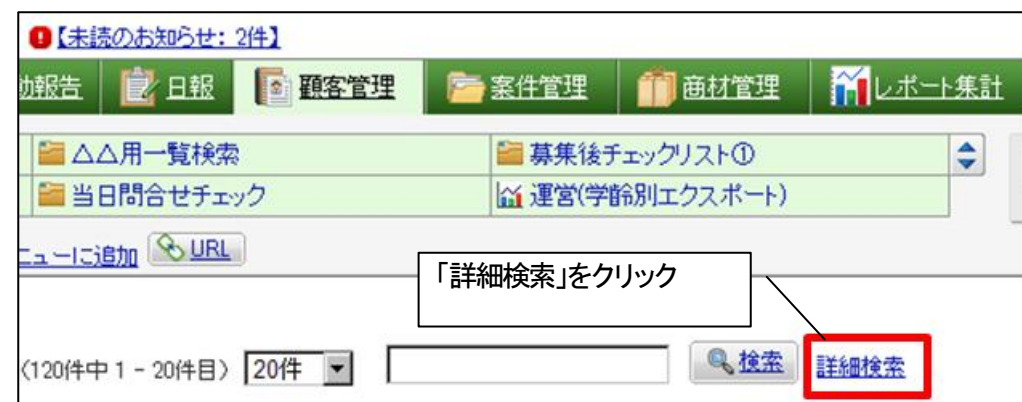 【未読のお知らせ: 2件】
動報告 日報 顧客管理 案件管理 商材管理 レポート集計
△△用一覧検索 募集後チェックリスト①
当日問合せチェック 運営(学齢別エクスポート)
ニューに追加 URL
「詳細検索」をクリック
(120件中 1 - 20件目) 20件 検索 詳細検索